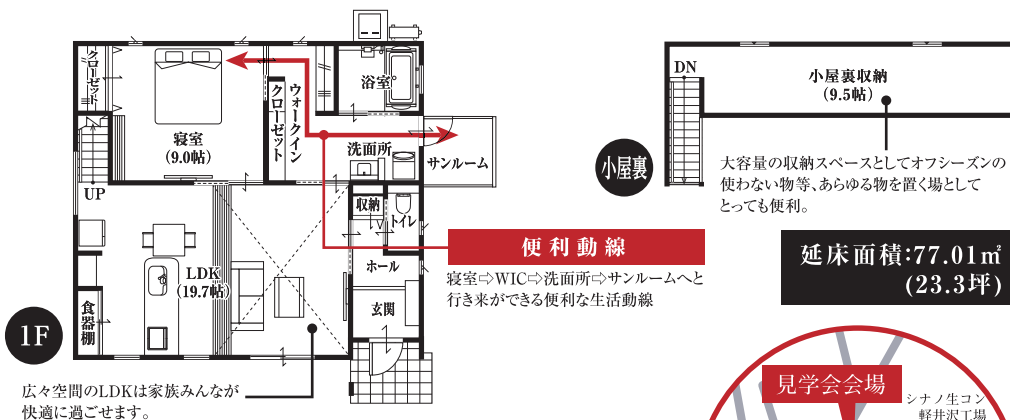 クローゼット
寝室
(9.0帖)
ウォークイン
クローゼット
浴室
洗面所
サンルーム
UP
収納
トイレ
ホール
玄関
LDK
(19.7帖)
食器棚
1F
広々空間のLDKは家族みんなが
快適に過ごせます。
便利動線
寝室⇨WIC⇨洗面所⇨サンルームへと
行き来ができる便利な生活動線
DN
小屋裏収納
(9.5帖)
小屋裏
大容量の収納スペースとしてオフシーズンの
使わない物等、あらゆる物を置く場として
とっても便利。
延床面積:77.01㎡
(23.3坪)
見学会会場
シナノ生コン
軽井沢工場